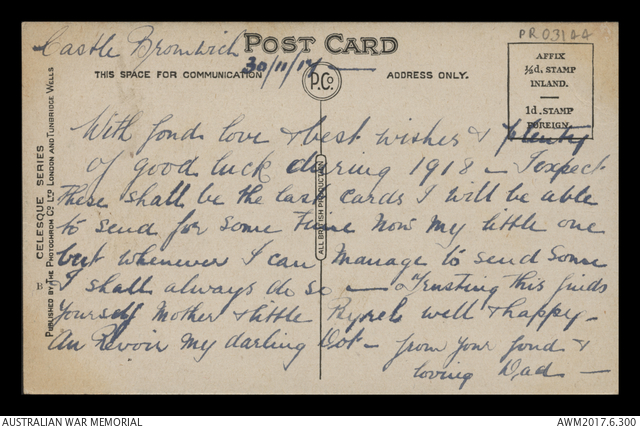 PR 03144
Castle Bromwich
30/11/17 —
POST CARD
THIS SPACE FOR COMMUNICATION
P.Co.
ADDRESS ONLY.
AFFIX
½d. STAMP
INLAND.
1d. STAMP
FOREIGN.
With fond love & best wishes & plenty
of good luck during 1918 — I expect
These shall be the last cards I will be able
to send for some time now my little one
but whenever I can manage to send some
I shall always do so — Trusting this finds
Yourself Mother & little well & happy —
Au Revoir my darling Dot — from your fond &
loving Dad —
CELESQUE SERIES
PUBLISHED BY THE PHOTOCHROM CO. LTD LONDON AND TUNBRIDGE WELLS
ALL BRITISH PRODUCTION
B
AUSTRALIAN WAR MEMORIAL
AWM2017.6.300